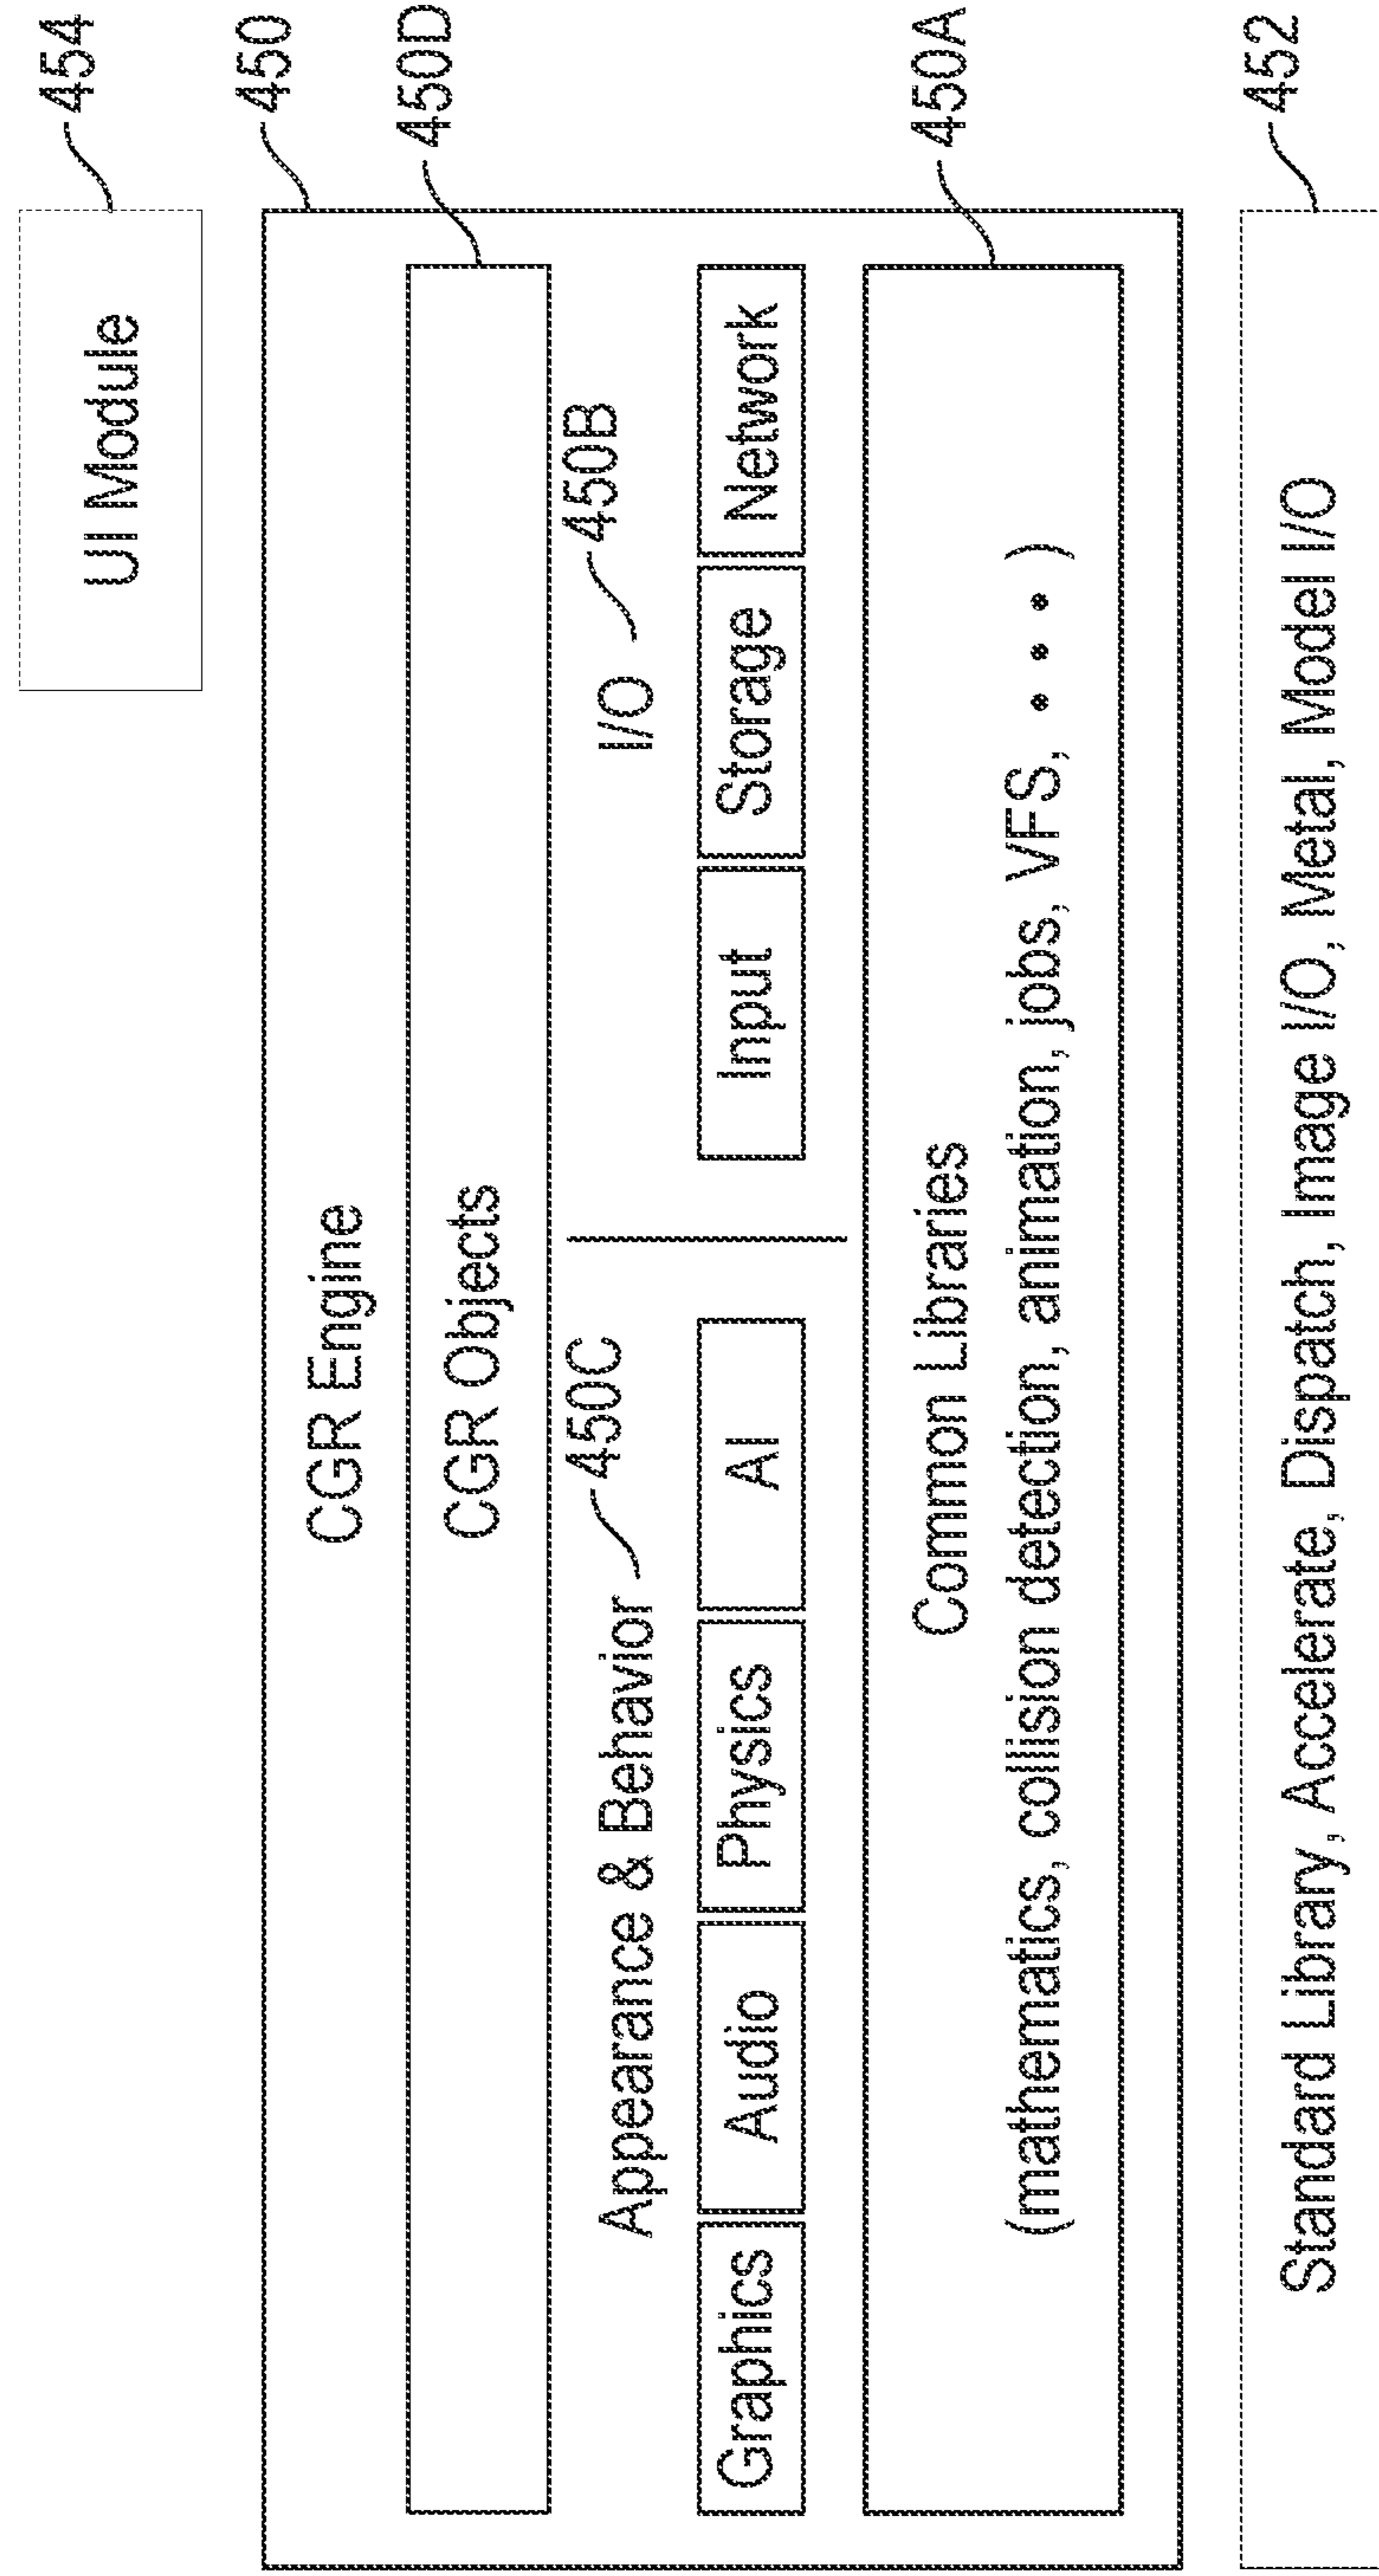 UI Module
454
CGR Engine
450
CGR Objects
450D
Appearance & Behavior
450C
I/O
450B
Graphics
Audio
Physics
AI
Input
Storage
Network
Common Libraries
450A
(mathematics, collision detection, animation, jobs, VFS, • • • )
Standard Library, Accelerate, Dispatch, Image I/O, Metal, Model I/O
452